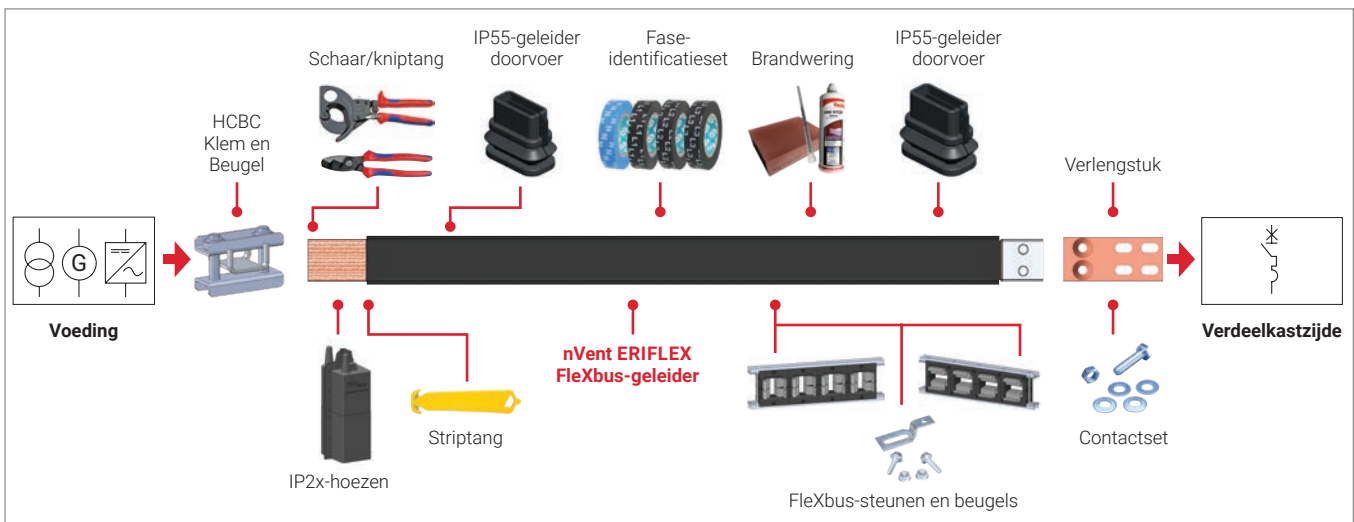 Schaar/kniptang
IP55-geleider
doorvoer
Fase-
identificatieset
Brandwering
IP55-geleider
doorvoer
HCBC
Klem en
Beugel
Verlengstuk
G
Voeding
Verdeelkastzijde
nVent ERIFLEX
FleXbus-geleider
Striptang
IP2x-hoezen
Contactset
FleXbus-steunen en beugels